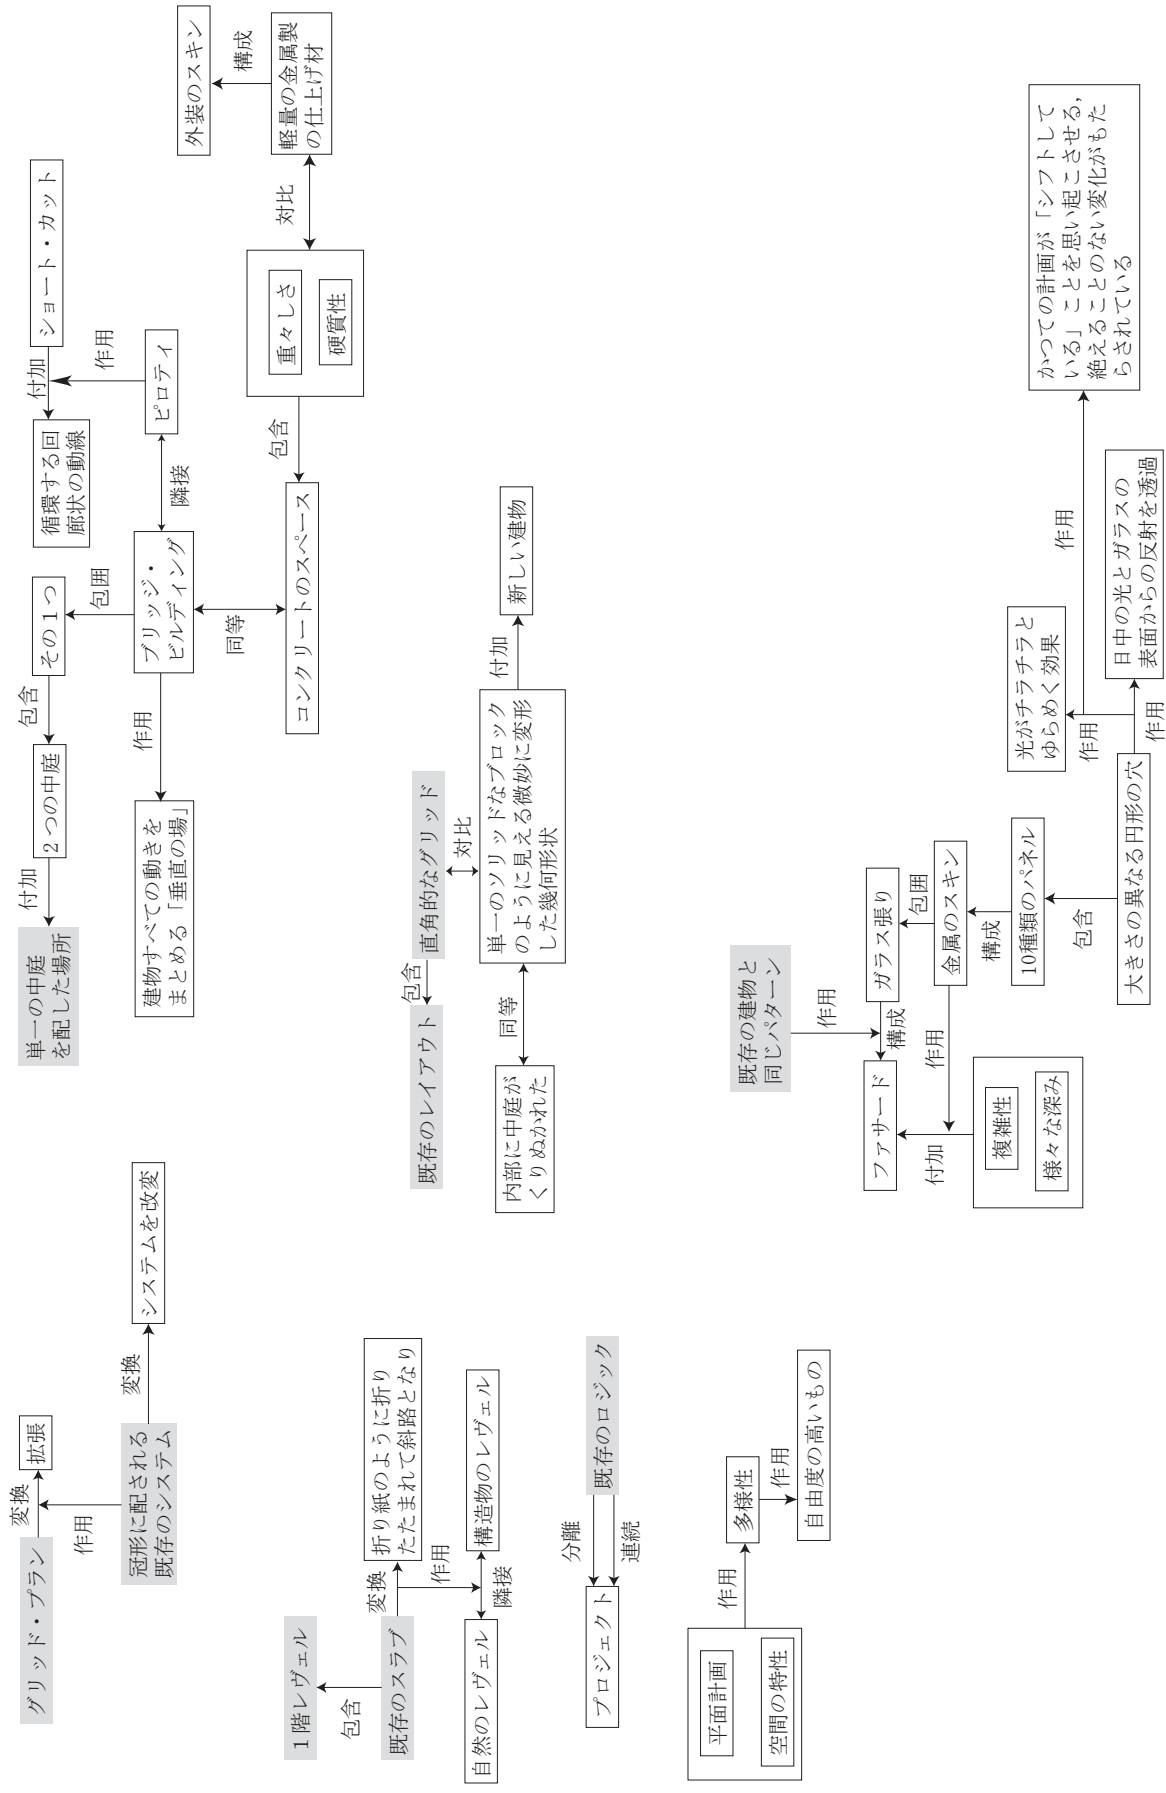 グリッド・プラン
変換
拡張
作用
冠形に配される
既存のシステム
変換
システムを改変
1階レヴェル
包含
既存のスラブ
変換
折り紙のように折り
たたまれて斜路となり
作用
自然のレヴェル
隣接
構造物のレヴェル
プロジェクト
分離
連続
既存のロジック
平面計画
空間の特性
作用
多様性
作用
自由度の高いもの
単一の中庭
を配した場所
付加
2つの中庭
包含
その1つ
包囲
循環する回
廊状の動線
付加
ショート・カット
作用
建物すべての動きを
まとめる「垂直の場」
作用
ブリッジ・
ビルディング
隣接
ピロティ
同等
コンクリートのスペース
包含
重々しさ
硬質性
対比
軽量の金属製
の仕上げ材
構成
外装のスキン
既存のレイアウト
包含
直角的なグリッド
対比
内部に中庭が
くりぬかれた
同等
単一のソリッドなブロック
のように見える微妙に変形
した幾何形状
付加
新しい建物
既存の建物と
同じパターン
作用
ファサード
構成
ガラス張り
包囲
付加
作用
金属のスキン
複雑性
様々な深み
構成
10種類のパネル
包含
大きさの異なる円形の穴
作用
光がチラチラと
ゆらめく効果
作用
日中の光とガラスの
表面からの反射を透過
作用
かつての計画が「シフトして
いる」ことを思い起こさせる,
絶えることのない変化がもた
らされている